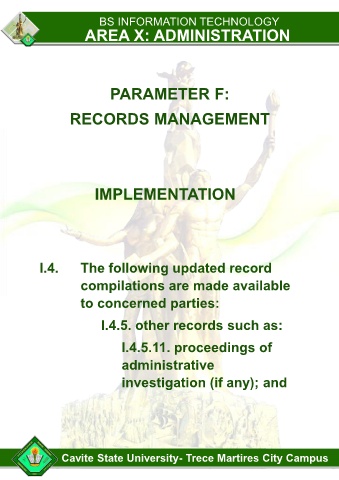 BS INFORMATION TECHNOLOGY
AREA X: ADMINISTRATION
PARAMETER F:
RECORDS MANAGEMENT
IMPLEMENTATION
I.4. The following updated record
compilations are made available
to concerned parties:
I.4.5. other records such as:
I.4.5.11. proceedings of
administrative
investigation (if any); and
Cavite State University- Trece Martires City Campus